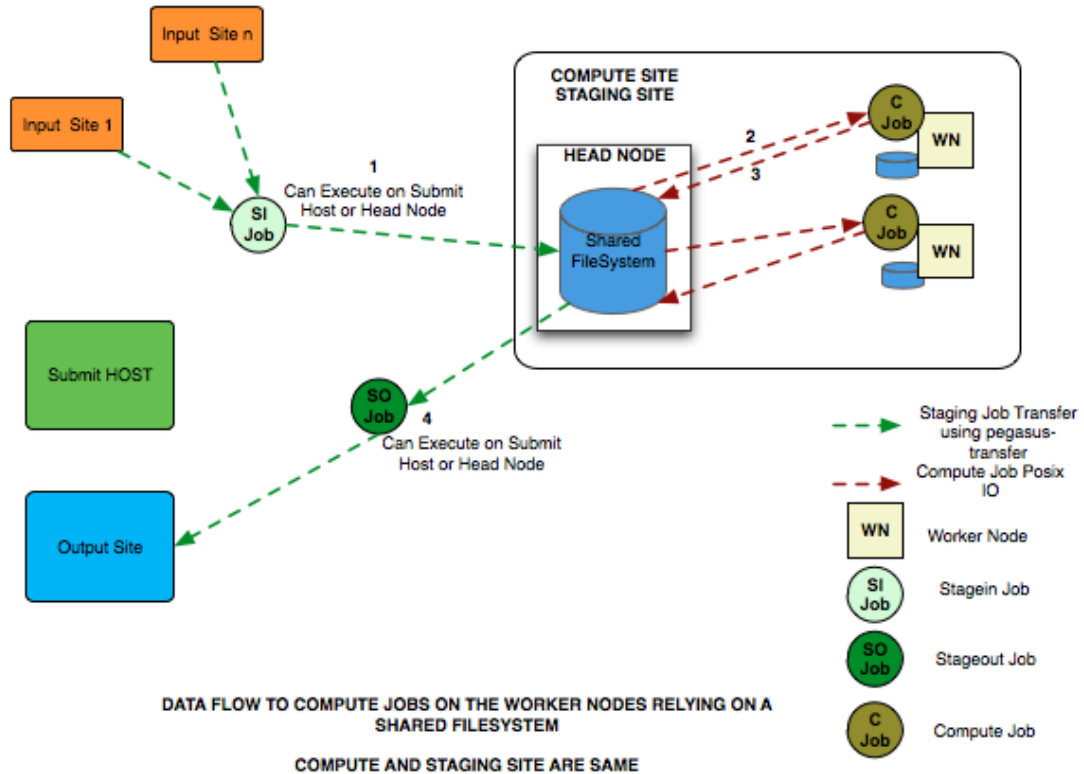 Input  Site n
Input  Site 1
COMPUTE SITE
STAGING SITE
HEAD NODE
Shared
FileSystem
2
3
C
Job
WN
C
Job
WN
1
Can Execute on Submit
Host or Head Node
SI
Job
Submit HOST
SO
Job
4
Can Execute on Submit
Host or Head Node
Output Site
Staging Job Transfer
using pegasus-
transfer
Compute Job Posix
IO
WN
Worker Node
SI
Job
Stagein Job
SO
Job
Stageout Job
C
Job
Compute Job
DATA FLOW TO COMPUTE JOBS ON THE WORKER NODES RELYING ON A
SHARED FILESYSTEM
COMPUTE AND STAGING SITE ARE SAME